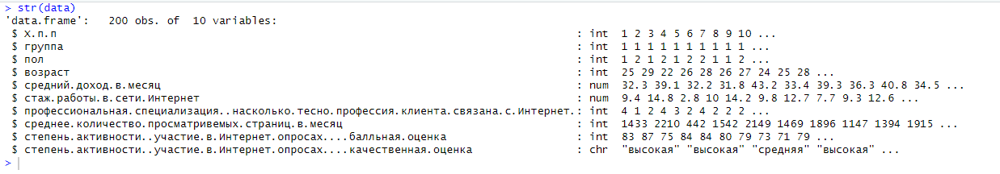 > str(data)
'data.frame':	200 obs. of  10 variables:
 $ X.п.п : int  1 2 3 4 5 6 7 8 9 10 ...
 $ группа : int  1 1 1 1 1 1 1 1 1 1 ...
 $ пол : int  1 2 1 2 1 2 2 1 1 2 ...
 $ возраст : int  25 29 22 26 28 26 27 24 25 28 ...
 $ средний.доход.в.месяц : num  32.3 39.1 32.2 31.8 43.2 33.4 39.3 36.3 40.8 34.5 ...
 $ стаж.работы.в.сети.Интернет : num  9.4 14.8 2.8 10 14.2 9.8 12.7 7.7 9.3 12.6 ...
 $ профессиональная.специализация..насколько.тесно.профессия.клиента.связана.с.Интернет.: int  4 1 2 4 3 2 4 2 2 2 ...
 $ среднее.количество.просматривемых.страниц.в.месяц : int  1433 2210 442 1542 2149 1469 1896 1147 1394 1915 ...
 $ степень.активности..участие.в.Интернет.опросах....балльная.оценка : int  83 87 75 84 84 80 79 73 71 79 ...
 $ степень.активности..участие.в.Интернет.опросах....качественная.оценка : chr  "высокая" "высокая" "средняя" "высокая" ...
>